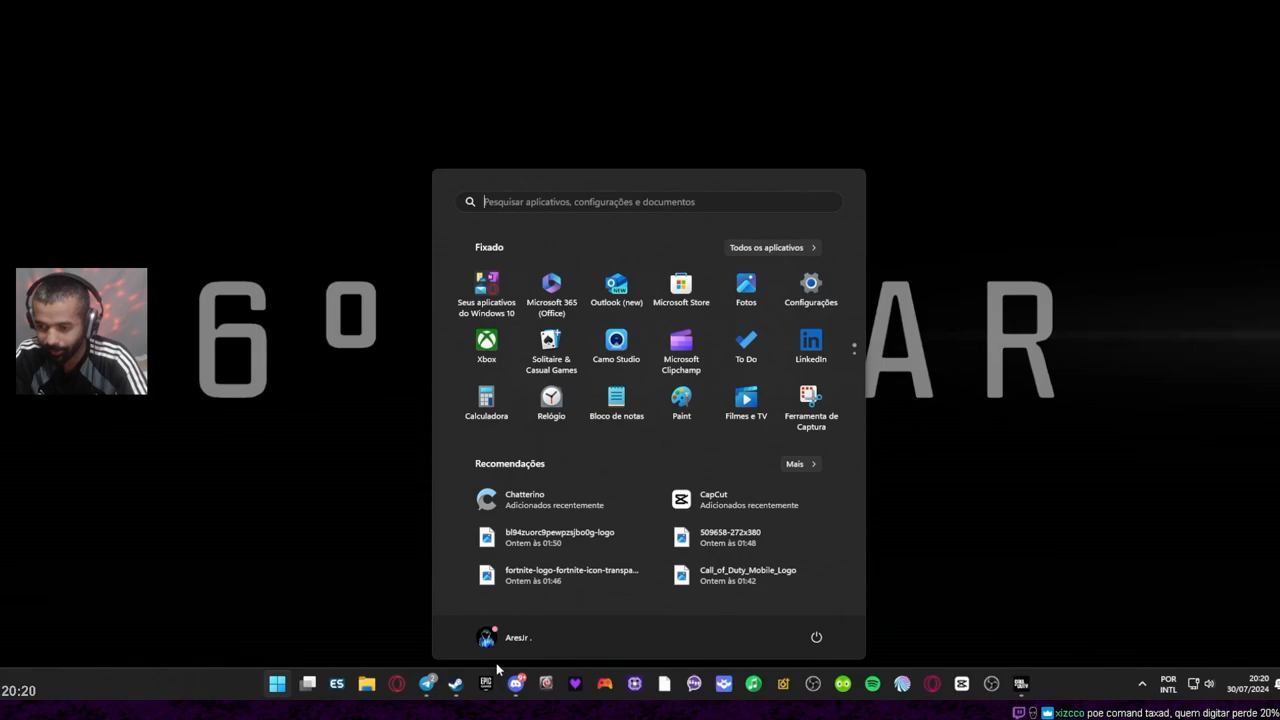 Pesquisar aplicativos, configurações e documentos
Fixado
Todos os aplicativos
Seus aplicativos
do Windows 10
Microsoft 365
(Office)
Outlook (new)
Microsoft Store
Fotos
Configurações
Xbox
Solitaire &
Casual Games
Camo Studio
Microsoft
Clipchamp
To Do
LinkedIn
Calculadora
Relógio
Bloco de notas
Paint
Filmes e TV
Ferramenta de
Captura
6º
AR
Recomendações
Mais
Chatterino
Adicionados recentemente
CapCut
Adicionados recentemente
bl94zuorc9pewpzsjbo0g-logo
Ontem às 01:50
509658-272x380
Ontem às 01:48
fortnite-logo-fortnite-icon-transpa...
Ontem às 01:46
Call_of_Duty_Mobile_Logo
Ontem às 01:42
AresJr .
20:20
ES
EPIC
POR
INTL
20:20
30/07/2024
xizcco poe comand taxad, quem digitar perde 20%